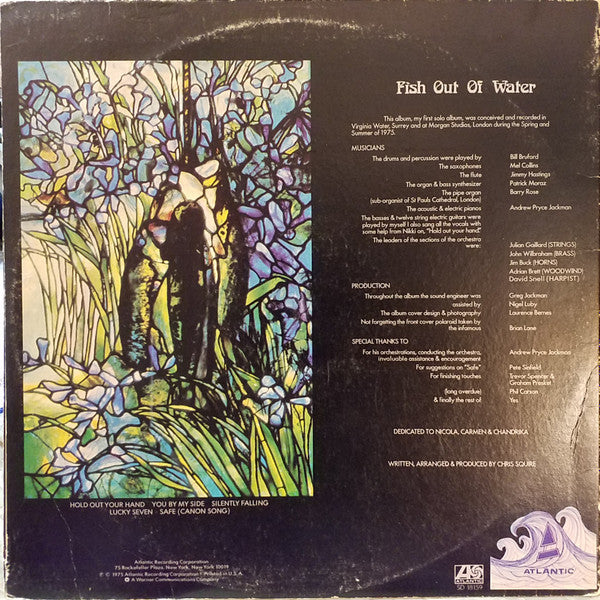 Fish Out Of Water
This album, my first solo album, was conceived and recorded in
Virginia Water, Surrey and at Morgan Studios, London during the Spring and
Summer of 1975.
MUSICIANS
The drums and percussion were played by Bill Bruford
The saxophones Mel Collins
The flute Jimmy Hastings
The organ & bass synthesizer Patrick Moraz
The pipe organ Barry Rose
(sub-organist of St Pauls Cathedral, London)
The acoustic & electric pianos Andrew Pryce Jackman
The basses & twelve string electric guitars were
played by myself I also sang all the vocals with
some help from Nikki on, "Hold out your hand"
The leaders of the sections of the orchestra
were: Julian Gaillard (STRINGS)
John Wilbraham (BRASS)
Jim Buck (HORNS)
Adrian Brett (WOODWIND)
David Snell (HARPIST)
PRODUCTION
Throughout the album the sound engineer was Greg Jackman
assisted by Nigel Luby
The album cover design & photography Laurence Bernes
Not forgetting the front cover polaroid taken by
the infamous Brian Lane
SPECIAL THANKS TO
For his orchestrations, conducting the orchestra, Andrew Pryce Jackman
invaluable assistance & encouragement
For suggestions on "Safe" Pete Sinfield
For finishing touches Trevor Spencer &
Graham Preskett
(long overdue) Phil Carson
& finally the rest of Yes
DEDICATED TO NICOLA, CARMEN & CHANDRIKA
WRITTEN, ARRANGED & PRODUCED BY CHRIS SQUIRE
HOLD OUT YOUR HAND YOU BY MY SIDE SILENTLY FALLING
LUCKY SEVEN SAFE (CANON SONG)
Atlantic Recording Corporation
75 Rockefeller Plaza, New York, New York 10019
℗ © 1975 Atlantic Recording Corporation Printed in U.S.A.
A Warner Communications Company
ATLANTIC
SD 18159
A
ATLANTIC